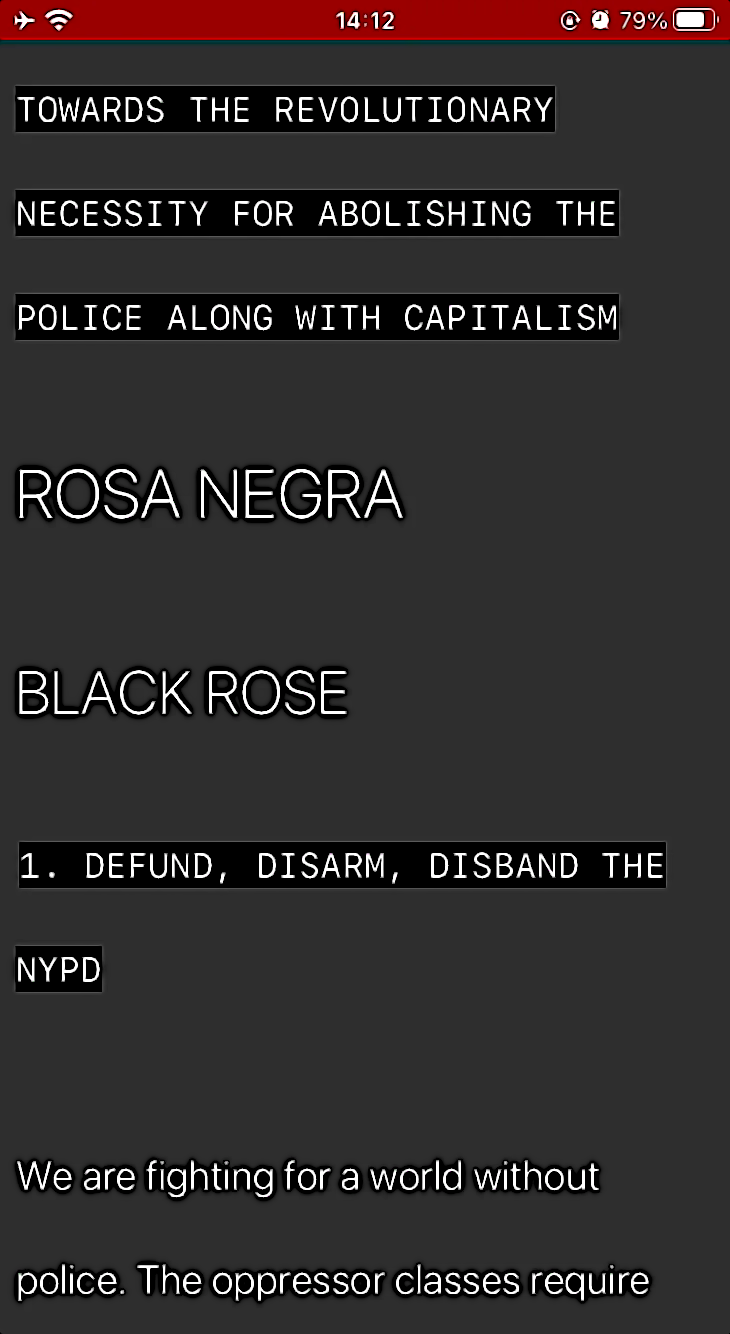 14:12
79%
TOWARDS THE REVOLUTIONARY
NECESSITY FOR ABOLISHING THE
POLICE ALONG WITH CAPITALISM
ROSA NEGRA
BLACK ROSE
1. DEFUND, DISARM, DISBAND THE
NYPD
We are fighting for a world without
police. The oppressor classes require